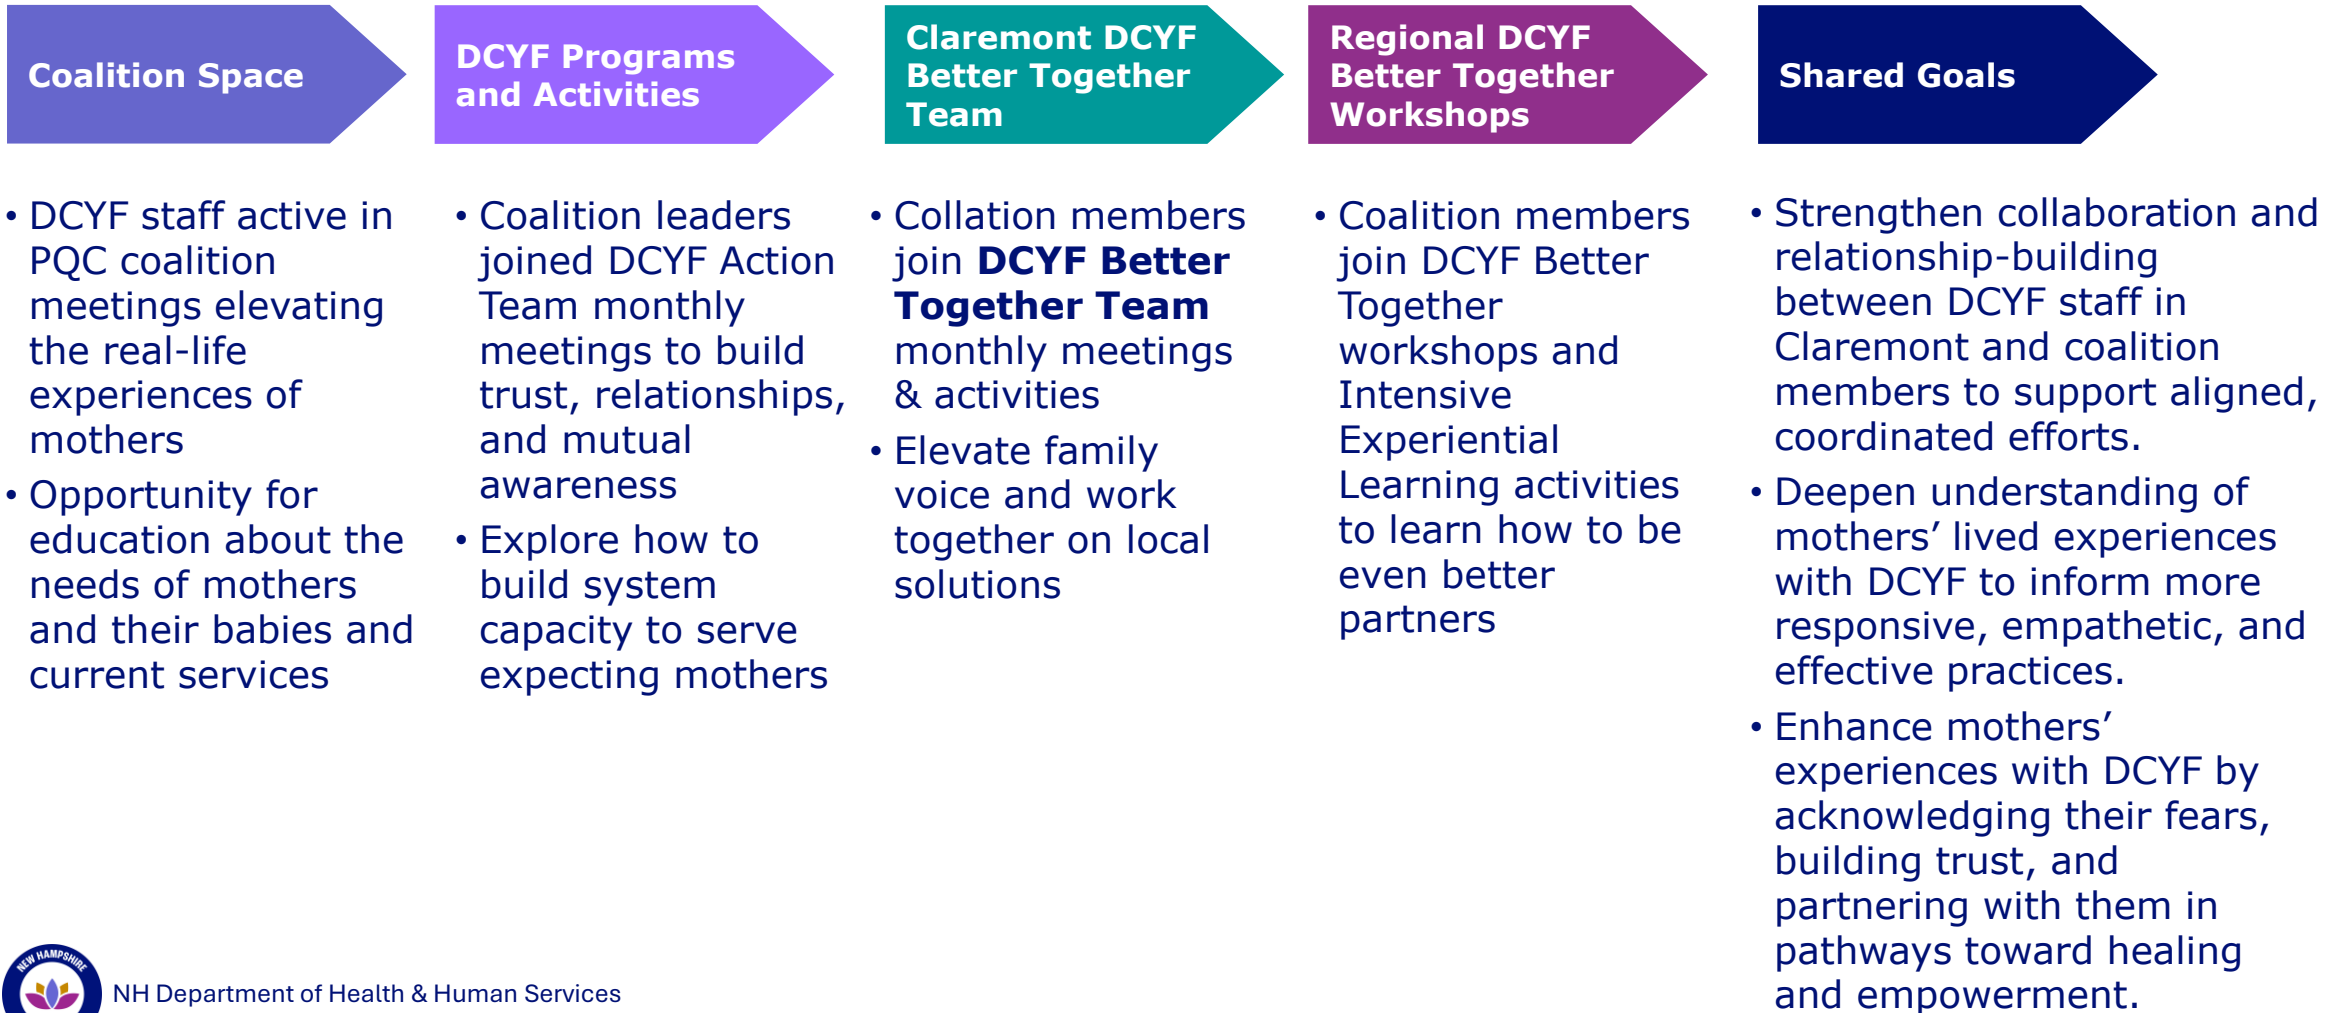 Coalition Space
DCYF Programs
and Activities
Claremont DCYF
Better Together
Team
Regional DCYF
Better Together
Workshops
Shared Goals
• DCYF staff active in
PQC coalition
meetings elevating
the real-life
experiences of
mothers
• Opportunity for
education about the
needs of mothers
and their babies and
current services
• Coalition leaders
joined DCYF Action
Team monthly
meetings to build
trust, relationships,
and mutual
awareness
• Explore how to
build system
capacity to serve
expecting mothers
• Collation members
join DCYF Better
Together Team
monthly meetings
& activities
• Elevate family
voice and work
together on local
solutions
• Coalition members
join DCYF Better
Together
workshops and
Intensive
Experiential
Learning activities
to learn how to be
even better
partners
• Strengthen collaboration and
relationship-building
between DCYF staff in
Claremont and coalition
members to support aligned,
coordinated efforts.
• Deepen understanding of
mothers’ lived experiences
with DCYF to inform more
responsive, empathetic, and
effective practices.
• Enhance mothers’
experiences with DCYF by
acknowledging their fears,
building trust, and
partnering with them in
pathways toward healing
and empowerment.
NEW HAMPSHIRE
NH Department of Health & Human Services